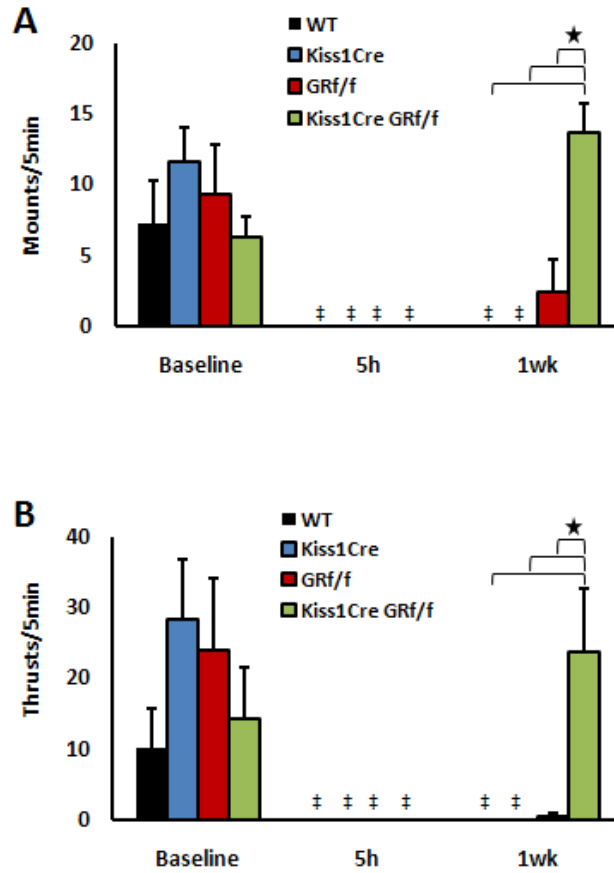 A
Mounts/5min
20
15
10
5
0
WT
Kiss1Cre
GRf/f
Kiss1Cre GRf/f
★
‡ ‡ ‡ ‡ ‡ ‡
Baseline 5h 1wk
B
Thrusts/5min
40
30
20
10
0
WT
Kiss1Cre
GRf/f
Kiss1Cre GRf/f
★
‡ ‡ ‡ ‡ ‡ ‡
Baseline 5h 1wk